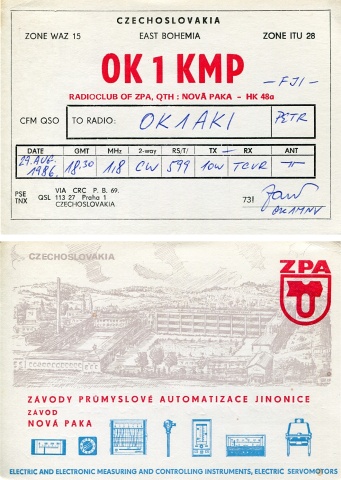 CZECHOSLOVAKIA
ZONE WAZ 15 EAST BOHEMIA ZONE ITU 28
OK 1 KMP
-FJI-
RADIOCLUB OF ZPA, QTH: NOVÁ PAKA - HK 48a
CFM QSO TO RADIO: OK1AKI PETR
DATE GMT MHz 2-way RS/T/ TX RX ANT
29. AUG. 1986. 18.30 1,8 CW 599 10W TCVR
PSE TNX QSL VIA CRC P. B. 69.
113 27 Praha 1
CZECHOSLOVAKIA
73!
CZECHOSLOVAKIA
ZPA
ZÁVODY PRŮMYSLOVÉ AUTOMATIZACE JINONICE
ZÁVOD
NOVÁ PAKA
ELECTRIC AND ELECTRONIC MEASURING AND CONTROLLING INSTRUMENTS, ELECTRIC SERVOMOTORS